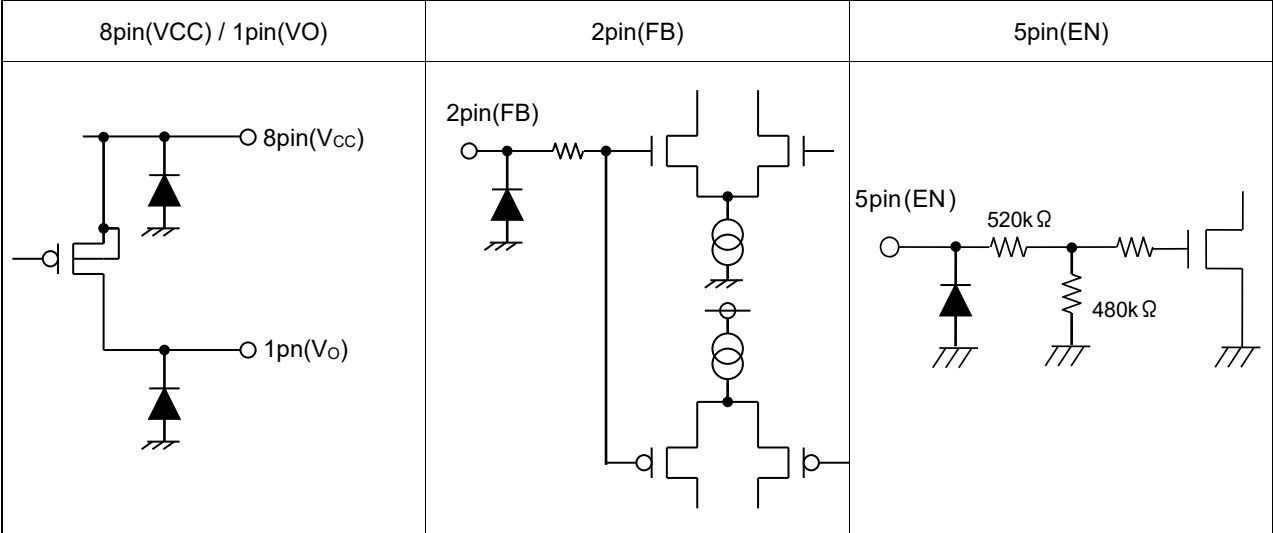 8pin(VCC) / 1pin(VO)
2pin(FB)
5pin(EN)
8pin(VCC)
1pn(VO)
2pin(FB)
5pin(EN)
520kΩ
480kΩ